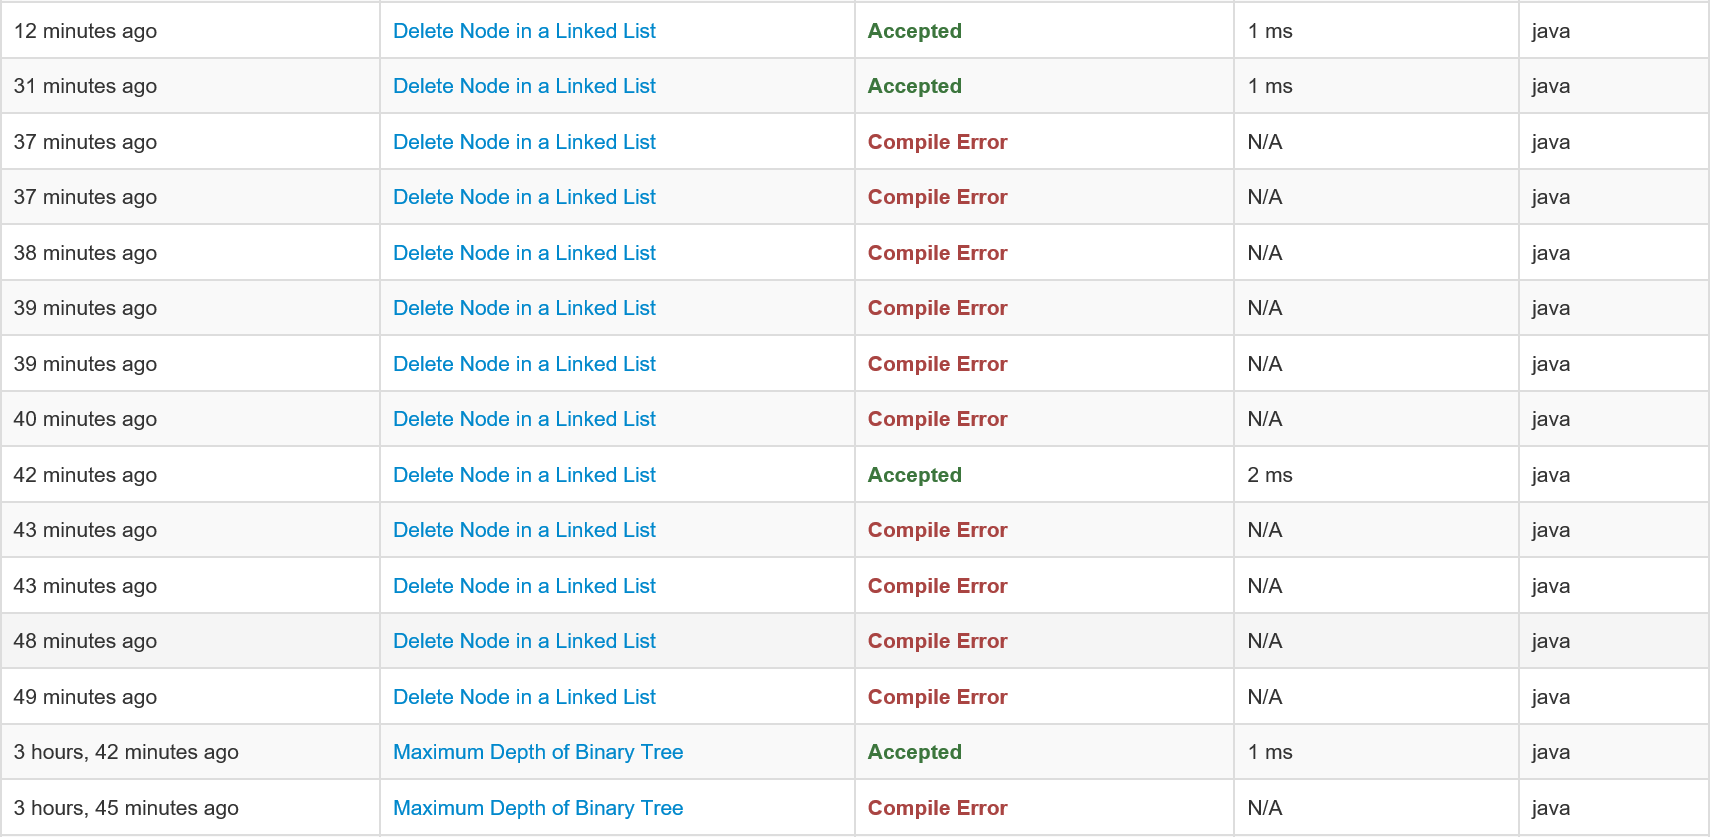 12 minutes ago Delete Node in a Linked List Accepted 1 ms java
31 minutes ago Delete Node in a Linked List Accepted 1 ms java
37 minutes ago Delete Node in a Linked List Compile Error N/A java
37 minutes ago Delete Node in a Linked List Compile Error N/A java
38 minutes ago Delete Node in a Linked List Compile Error N/A java
39 minutes ago Delete Node in a Linked List Compile Error N/A java
39 minutes ago Delete Node in a Linked List Compile Error N/A java
40 minutes ago Delete Node in a Linked List Compile Error N/A java
42 minutes ago Delete Node in a Linked List Accepted 2 ms java
43 minutes ago Delete Node in a Linked List Compile Error N/A java
43 minutes ago Delete Node in a Linked List Compile Error N/A java
48 minutes ago Delete Node in a Linked List Compile Error N/A java
49 minutes ago Delete Node in a Linked List Compile Error N/A java
3 hours, 42 minutes ago Maximum Depth of Binary Tree Accepted 1 ms java
3 hours, 45 minutes ago Maximum Depth of Binary Tree Compile Error N/A java